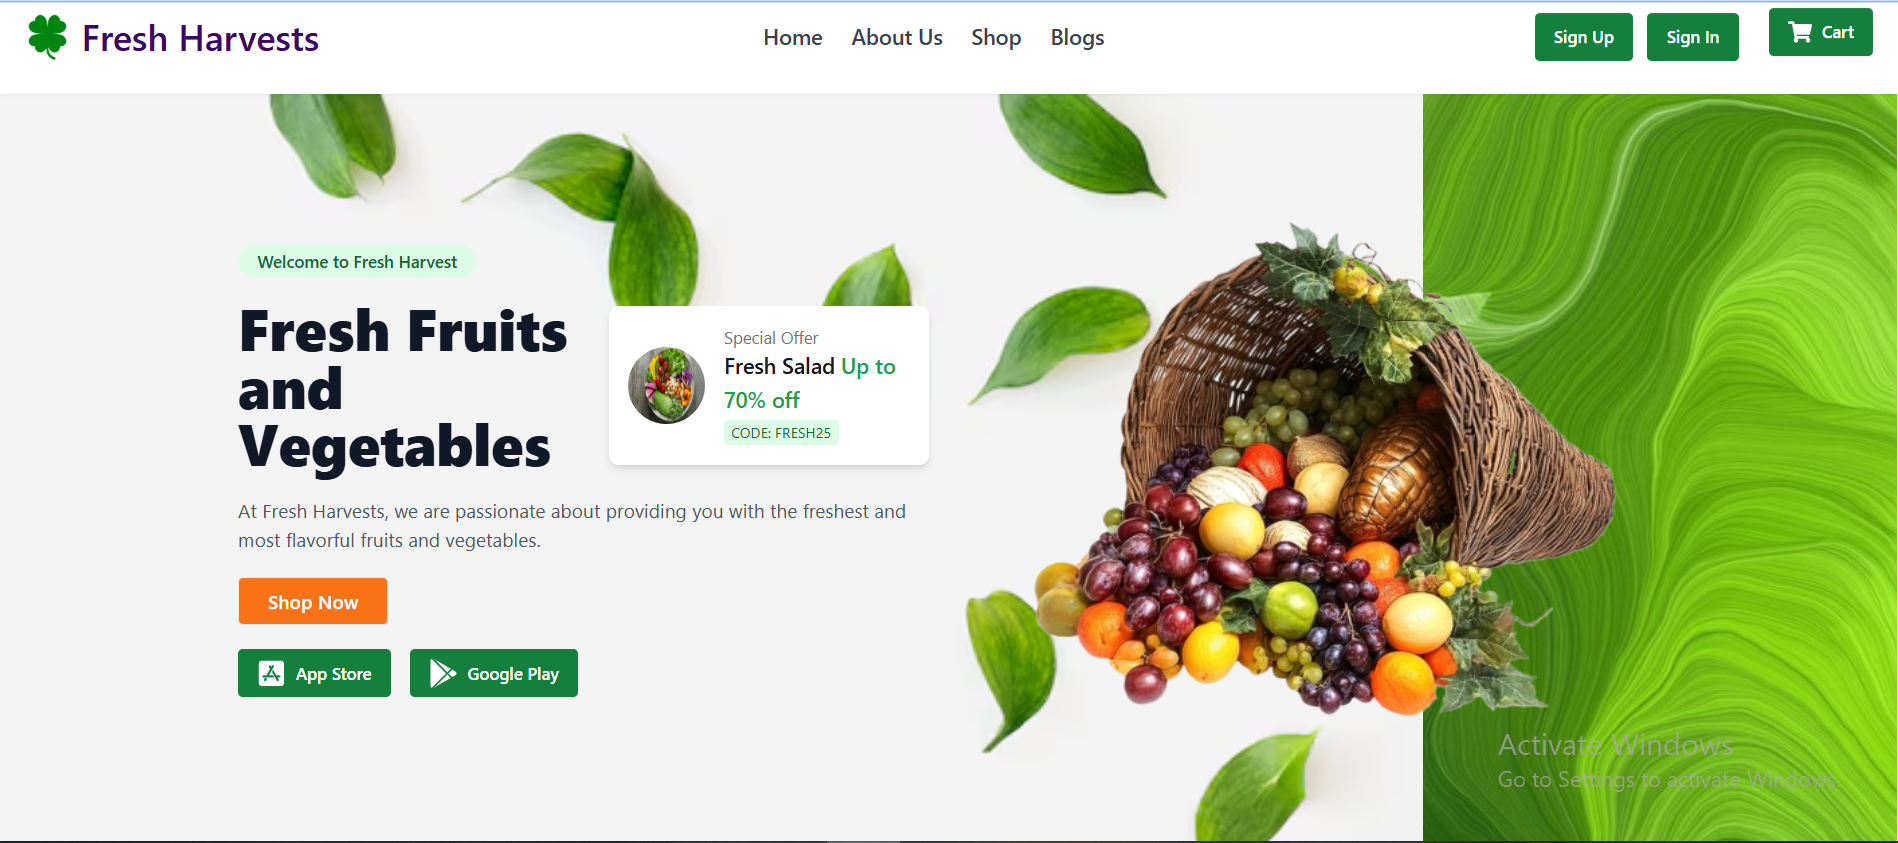 Fresh Harvests
Home About Us Shop Blogs
Sign Up Sign In Cart
Welcome to Fresh Harvest
Fresh Fruits
and
Vegetables
Special Offer
Fresh Salad Up to
70% off
CODE: FRESH25
At Fresh Harvests, we are passionate about providing you with the freshest and
most flavorful fruits and vegetables.
Shop Now
App Store Google Play
Activate Windows
Go to Settings to activate Windows.